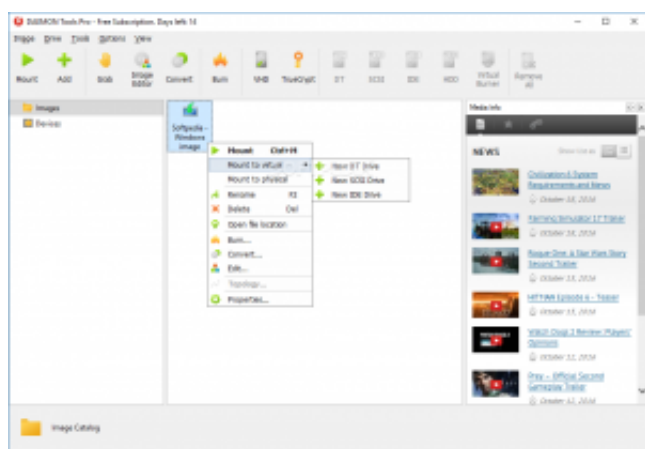 DAEMON Tools Pro - Free Subscription. Days left: 14
Image Drive Tools Options View
Mount
Add
Grab
Image Editor
Convert
Burn
VHD
TrueCrypt
DT
SCSI
IDE
HDD
Virtual Burner
Remove All
Images
Devices
Softpedia - Windows image
Mount Ctrl+M
Mount to virtual
Mount to physical
Rename F2
Delete Del
Open file location
Burn...
Convert...
Edit...
Topology...
Properties...
New DT Drive
New SCSI Drive
New IDE Drive
Media Info
NEWS
Civilization 6 System
Requirements and News
October 18, 2016
Farming Simulator 17 Trailer
October 18, 2016
Rogue One: A Star Wars Story
Second Trailer
October 13, 2016
HITMAN Episode 6 - Teaser
October 13, 2016
Watch Dogs 2 Review: Players'
Opinions
October 12, 2016
Prey – Official Second
Gameplay Trailer
October 12, 2016
Image Catalog